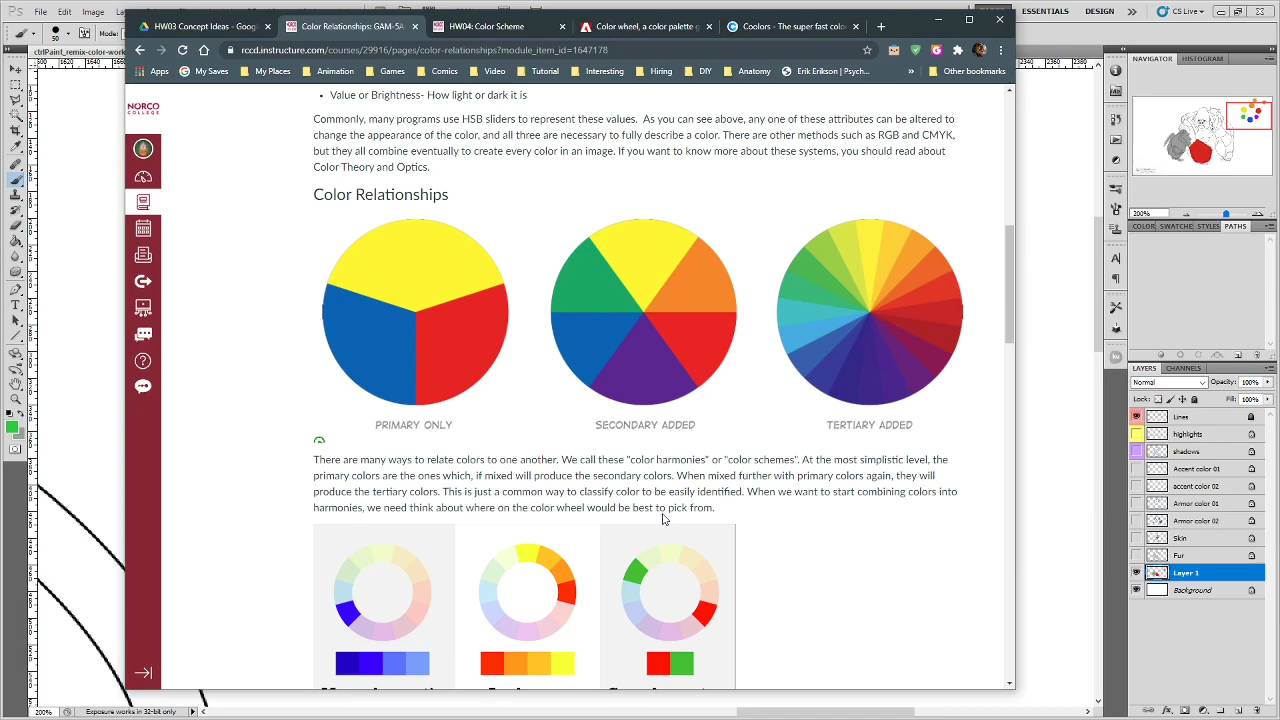 Ps
ESSENTIALS DESIGN CS Live
HW03 Concept Ideas - Googl
Color Relationships: GAM-5A
HW04: Color Scheme
Color wheel, a color palette g
Coolors - The super fast color
Mode:
ctrlPaint_remix-color-work
rccd.instructure.com/courses/29916/pages/color-relationships?module_item_id=1647178
Apps My Saves My Places Animation Games Comics Video Tutorial Interesting Hiring DIY Anatomy Erik Erikson | Psych... » Other bookmarks
NORCO
COLLEGE
• Value or Brightness- How light or dark it is
Commonly, many programs use HSB sliders to represent these values. As you can see above, any one of these attributes can be altered to
change the appearance of the color, and all three are necessary to fully describe a color. There are other methods such as RGB and CMYK,
but they all combine eventually to create every color in an image. If you want to know more about these systems, you should read about
Color Theory and Optics.
Color Relationships
PRIMARY ONLY SECONDARY ADDED TERTIARY ADDED
There are many ways to relate colors to one another. We call these "color harmonies" or "color schemes". At the most simplistic level, the
primary colors are the ones which, if mixed will produce the secondary colors. When mixed further with primary colors again, they will
produce the tertiary colors. This is just a common way to classify color to be easily identified. When we want to start combining colors into
harmonies, we need think about where on the color wheel would be best to pick from.
NAVIGATOR HISTOGRAM
200%
COLOR SWATCHE STYLES PATHS
LAYERS CHANNELS
Normal Opacity: 100%
Lock: Fill: 100%
Lines
highlights
shadows
Accent color 01
accent color 02
Armor color 01
Armor color 02
Skin
Fur
Layer 1
Background
200% Exposure works in 32-bit only